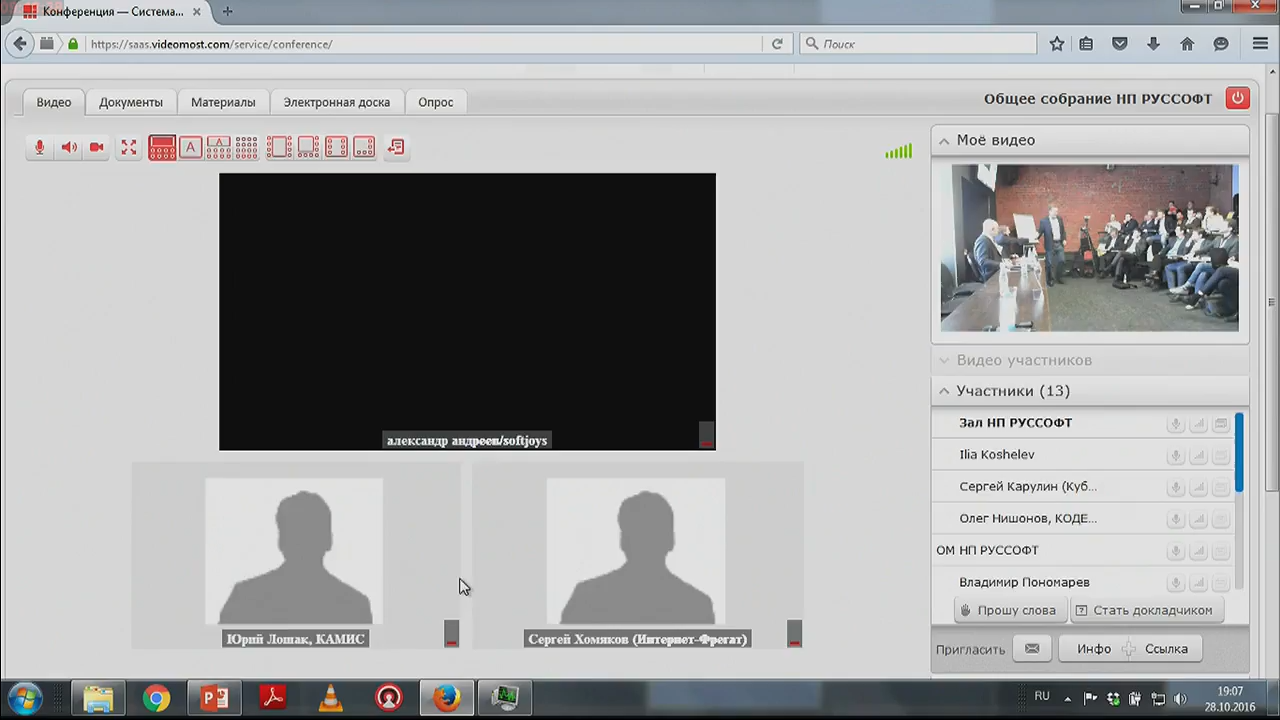 Конференция — Система...
https://saas.videomost.com/service/conference/
Поиск
Видео
Документы
Материалы
Электронная доска
Опрос
Общее собрание НП РУССОФТ
A
A
Моё видео
александр андреев/softjoys
Юрий Лошак, КАМИС
Сергей Хомяков (Интернет-Фрегат)
Видео участников
Участники (13)
Зал НП РУССОФТ
Ilia Koshelev
Сергей Карулин (Куб...
Олег Нишонов, КОДЕ...
ОМ НП РУССОФТ
Владимир Пономарев
Прошу слова
Стать докладчиком
Пригласить
Инфо
Ссылка
RU
19:07
28.10.2016